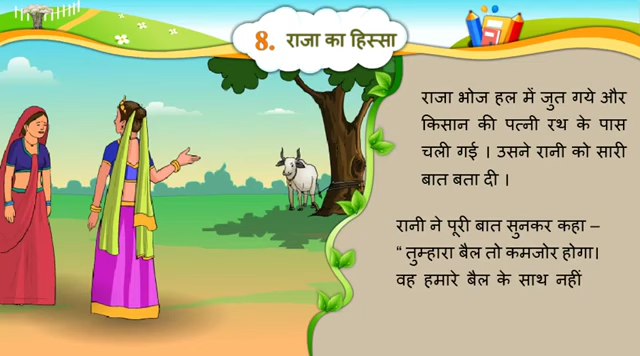 8. राजा का हिस्सा
राजा भोज हल में जुत गये और
किसान की पत्नी रथ के पास
चली गई । उसने रानी को सारी
बात बता दी ।
रानी ने पूरी बात सुनकर कहा –
“ तुम्हारा बैल तो कमजोर होगा।
वह हमारे बैल के साथ नहीं